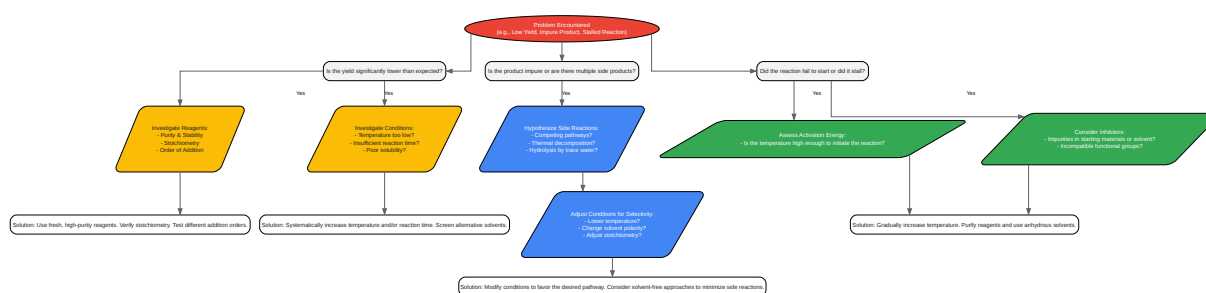 Problem Encountered
(e.g., Low Yield, Impure Product, Stalled Reaction)
Is the yield significantly lower than expected?
Is the product impure or are there multiple side products?
Did the reaction fail to start or did it stall?
Yes
Yes
Yes
Yes
Yes
Investigate Reagents:
- Purity & Stability
- Stoichiometry
- Order of Addition
Investigate Conditions:
- Temperature too low?
- Insufficient reaction time?
- Poor solubility?
Hypothesize Side Reactions:
- Competing pathways?
- Thermal decomposition?
- Hydrolysis by trace water?
Assess Activation Energy:
- Is the temperature high enough to initiate the reaction?
Consider Inhibitors:
- Impurities in starting materials or solvent?
- Incompatible functional groups?
Solution: Use fresh, high-purity reagents. Verify stoichiometry. Test different addition orders.
Solution: Systematically increase temperature and/or reaction time. Screen alternative solvents.
Adjust Conditions for Selectivity:
- Lower temperature?
- Change solvent polarity?
- Adjust stoichiometry?
Solution: Gradually increase temperature. Purify reagents and use anhydrous solvents.
Solution: Modify conditions to favor the desired pathway. Consider solvent-free approaches to minimize side reactions.